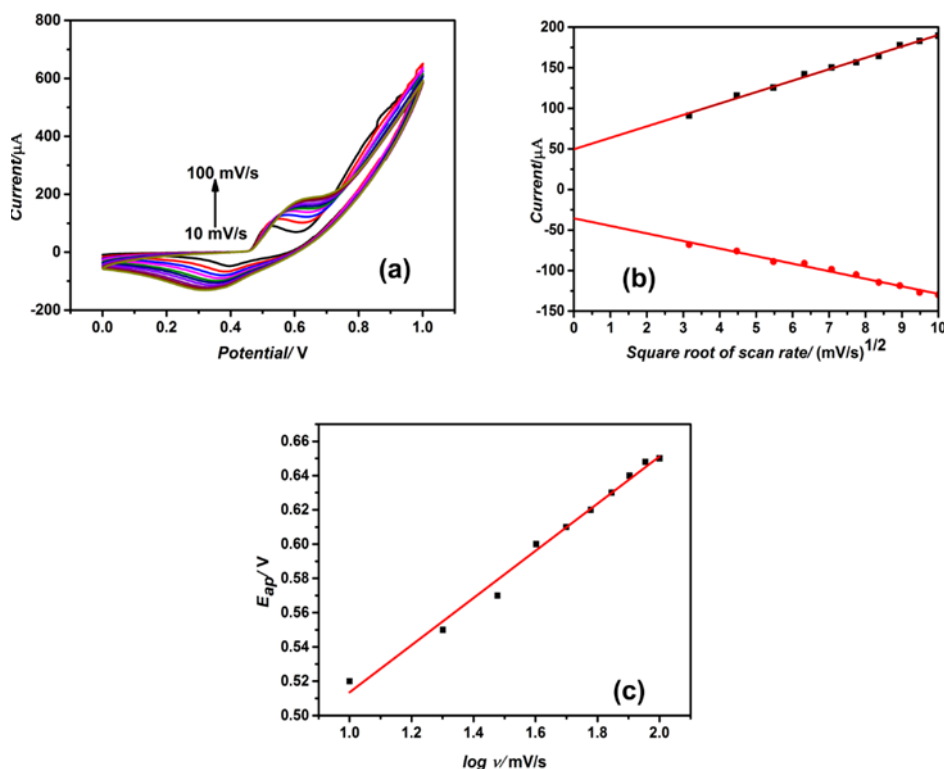 800
600
400
200
0
-200
Current/µA
100 mV/s
10 mV/s
(a)
0.0 0.2 0.4 0.6 0.8 1.0
Potential/ V
200
150
100
50
0
-50
-100
-150
Current/µA
(b)
0 1 2 3 4 5 6 7 8 9 10
Square root of scan rate/ (mV/s)1/2
0.66
0.64
0.62
0.60
0.58
0.56
0.54
0.52
0.50
Eap/ V
(c)
1.0 1.2 1.4 1.6 1.8 2.0
log ν/ mV/s